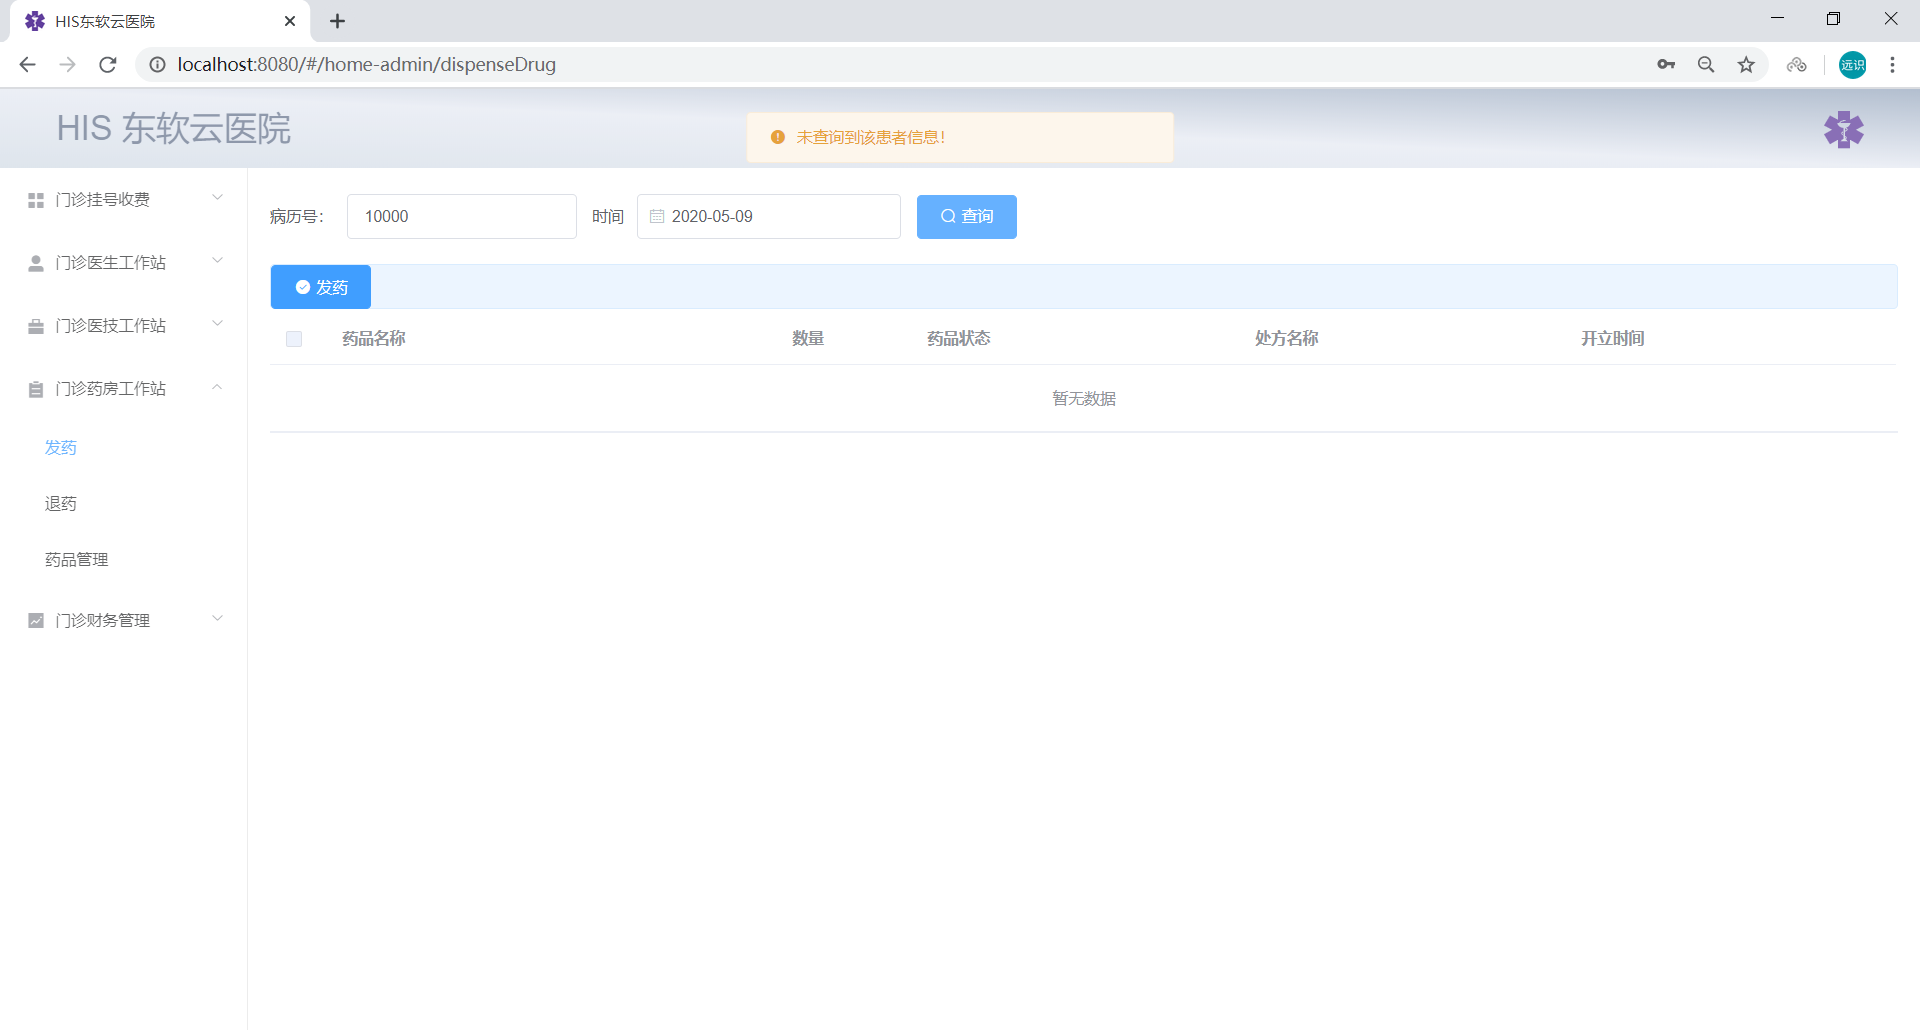 HIS东软云医院
localhost:8080/#/home-admin/dispenseDrug
远识
HIS 东软云医院
未查询到该患者信息!
门诊挂号收费
门诊医生工作站
门诊医技工作站
门诊药房工作站
发药
退药
药品管理
门诊财务管理
病历号: 10000 时间 2020-05-09 查询
发药
药品名称 数量 药品状态 处方名称 开立时间
暂无数据